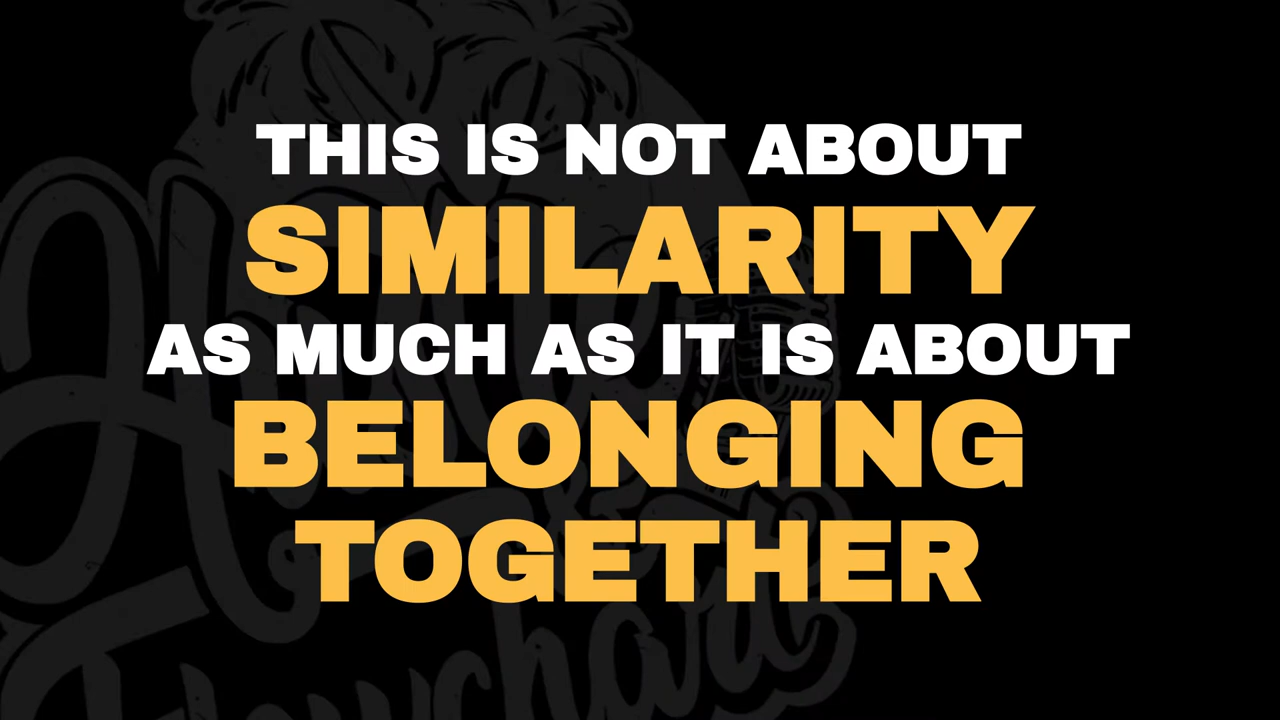 THIS IS NOT ABOUT
SIMILARITY
AS MUCH AS IT IS ABOUT
BELONGING
TOGETHER